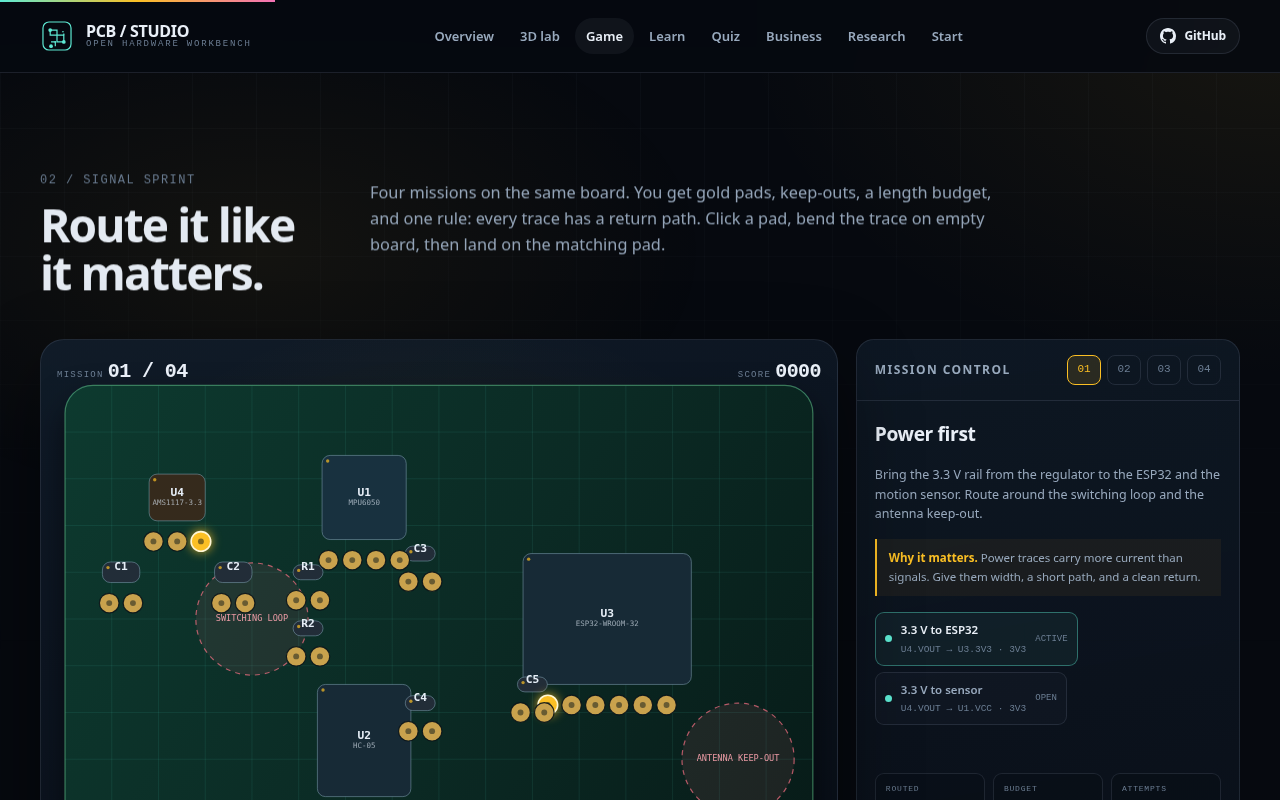 PCB / STUDIO
OPEN HARDWARE WORKBENCH
Overview
3D lab
Game
Learn
Quiz
Business
Research
Start
GitHub
02 / SIGNAL SPRINT
Route it like
it matters.
Four missions on the same board. You get gold pads, keep-outs, a length budget,
and one rule: every trace has a return path. Click a pad, bend the trace on empty
board, then land on the matching pad.
MISSION 01 / 04
SCORE 0000
U4
AMS1117-3.3
U1
MPU6050
C3
C1
C2
R1
SWITCHING LOOP
R2
U3
ESP32-WROOM-32
C5
C4
U2
HC-05
ANTENNA KEEP-OUT
MISSION CONTROL
01
02
03
04
Power first
Bring the 3.3 V rail from the regulator to the ESP32 and the
motion sensor. Route around the switching loop and the
antenna keep-out.
Why it matters. Power traces carry more current than
signals. Give them width, a short path, and a clean return.
3.3 V to ESP32
U4.VOUT → U3.3V3 · 3V3
ACTIVE
3.3 V to sensor
U4.VOUT → U1.VCC · 3V3
OPEN
ROUTED
BUDGET
ATTEMPTS